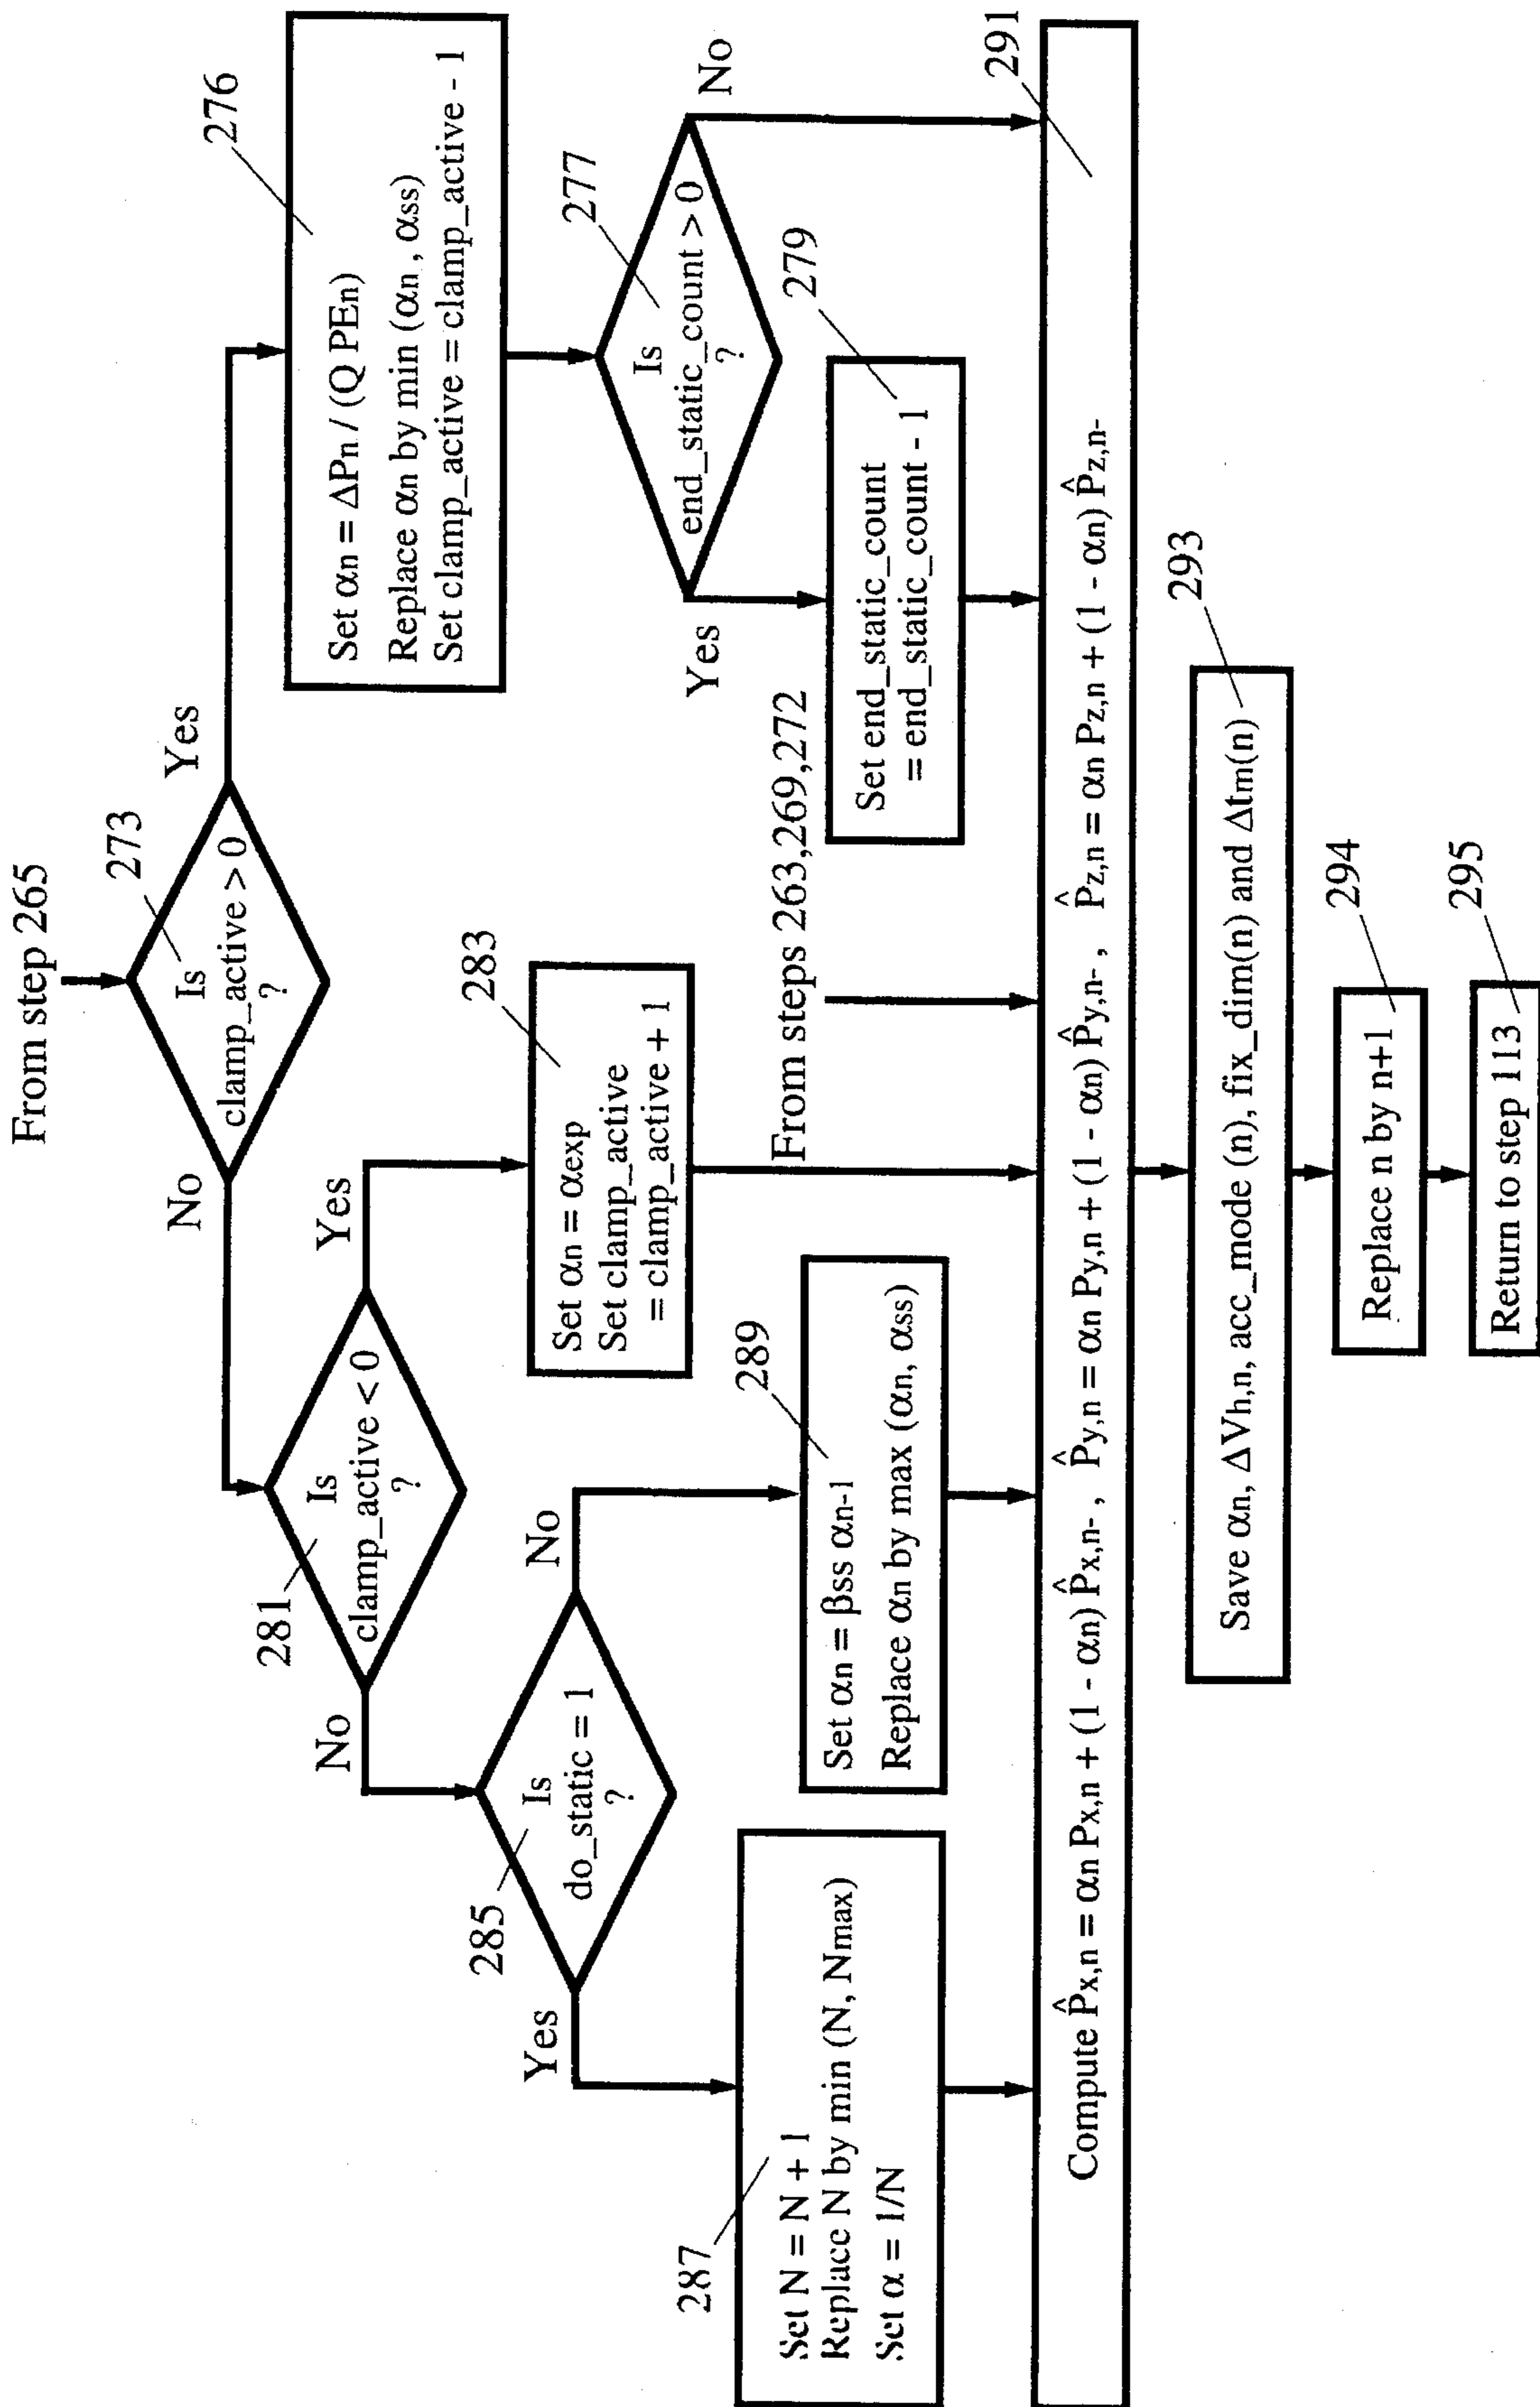 From step 265
273
Is
clamp_active > 0
?
Yes
No
276
Set αn = ΔPn / (Q PEn)
Replace αn by min (αn, αss)
Set clamp_active = clamp_active - 1
281
Is
clamp_active < 0
?
Yes
No
277
Is
end_static_count > 0
?
Yes
No
283
Set αn = αexp
Set clamp_active
= clamp_active + 1
285
Is
do_static = 1
?
Yes
No
279
Set end_static_count
= end_static_count - 1
From steps 263,269,272
287
Set N = N + 1
Replace N by min (N, Nmax)
Set α = 1/N
289
Set αn = βss αn-1
Replace αn by max (αn, αss)
291
Compute P̂x,n = αn Px,n + (1 - αn) P̂x,n- , P̂y,n = αn Py,n + (1 - αn) P̂y,n- , P̂z,n = αn Pz,n + (1 - αn) P̂z,n-
293
Save αn, ΔVh,n, acc_mode (n), fix_dim(n) and Δtm(n)
294
Replace n by n+1
295
Return to step 113